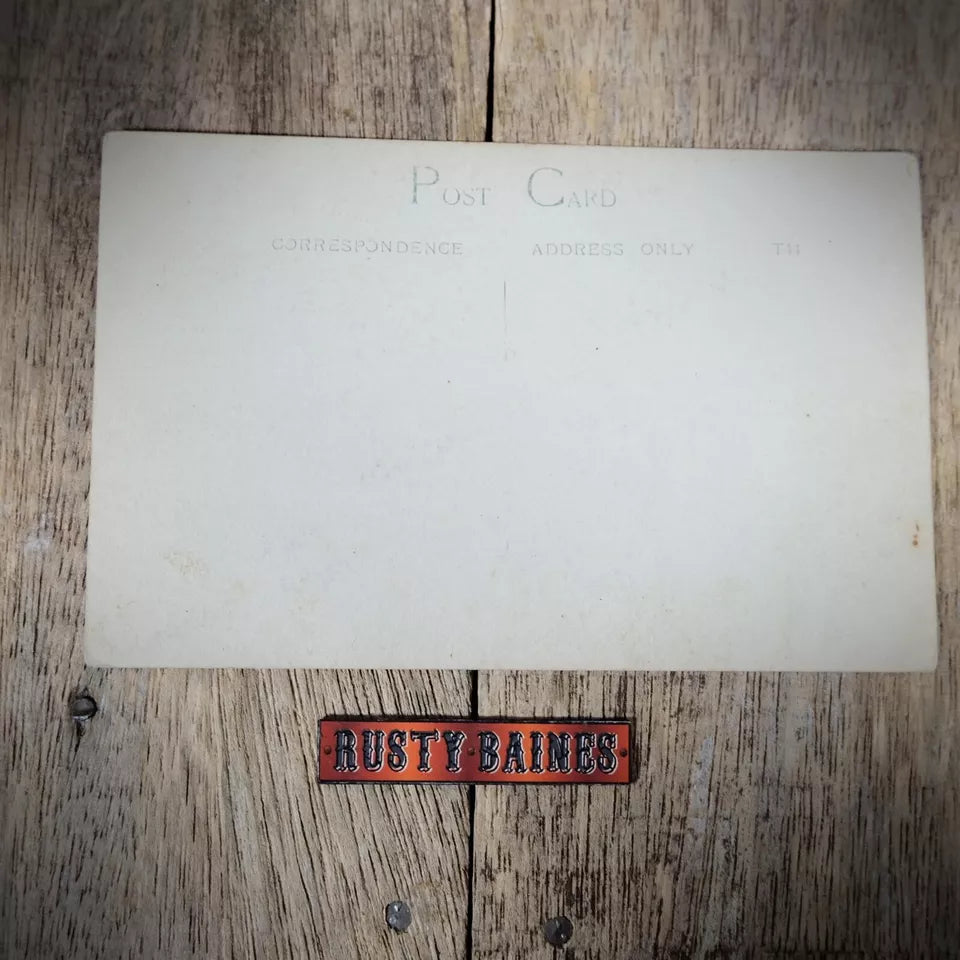 POST CARD
CORRESPONDENCE ADDRESS ONLY
RUSTY BAINES